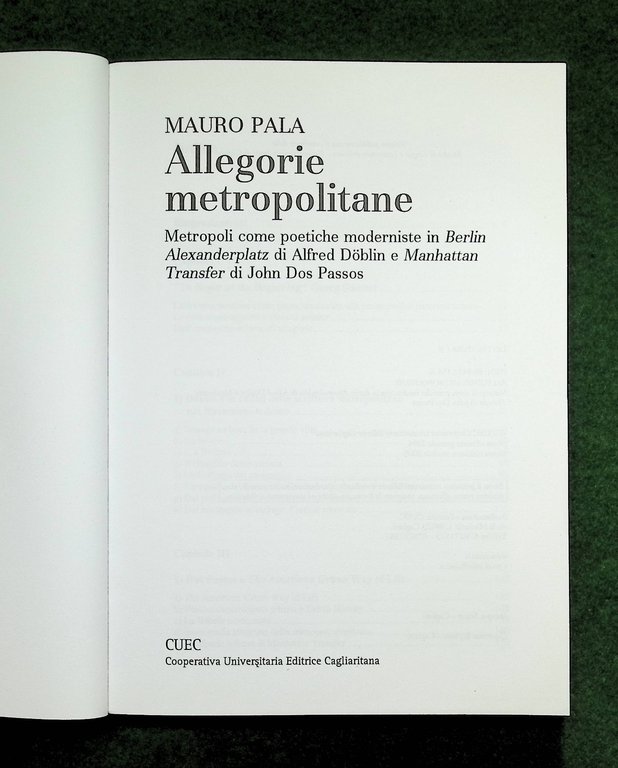 MAURO PALA
Allegorie
metropolitane
Metropoli come poetiche moderniste in Berlin
Alexanderplatz di Alfred Döblin e Manhattan
Transfer di John Dos Passos
CUEC
Cooperativa Universitaria Editrice Cagliaritana